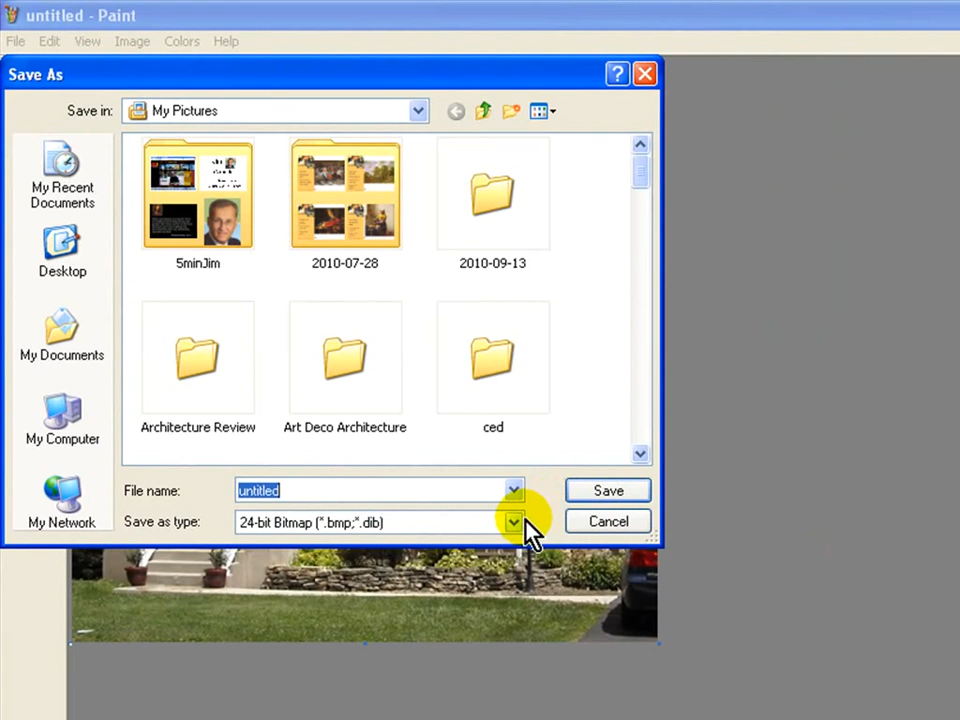 untitled - Paint
File Edit View Image Colors Help
Save As
Save in: My Pictures
My Recent
Documents
Desktop
My Documents
My Computer
My Network
5minJim
2010-07-28
2010-09-13
Architecture Review
Art Deco Architecture
ced
File name: untitled Save
Save as type: 24-bit Bitmap (*.bmp;*.dib) Cancel